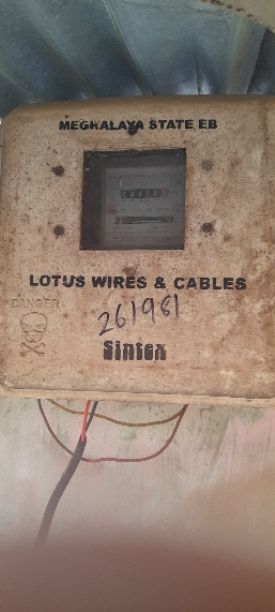 MEGHALAYA STATE EB
LOTUS WIRES & CABLES
DANGER
261981
Sintex